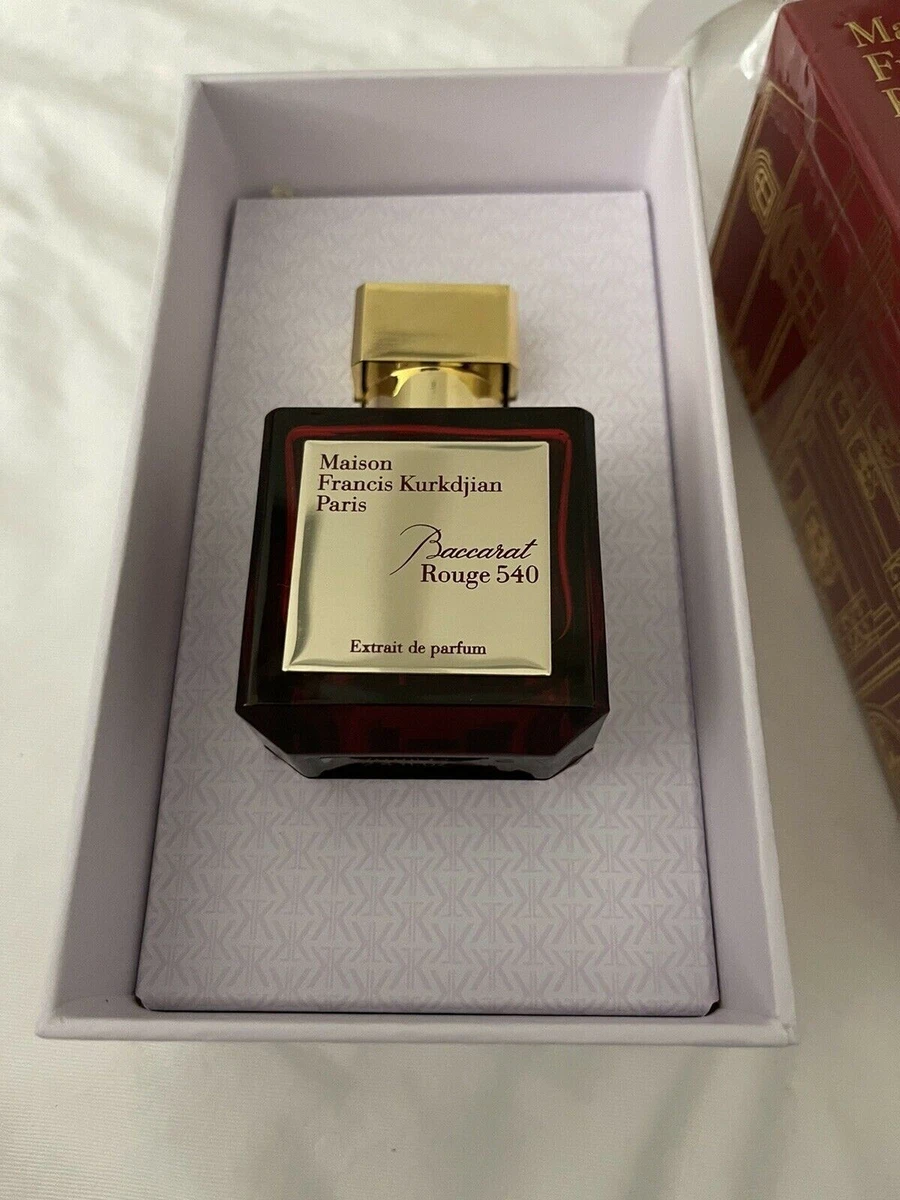 Maison
Francis Kurkdjian
Paris
Baccarat
Rouge 540
Extrait de parfum